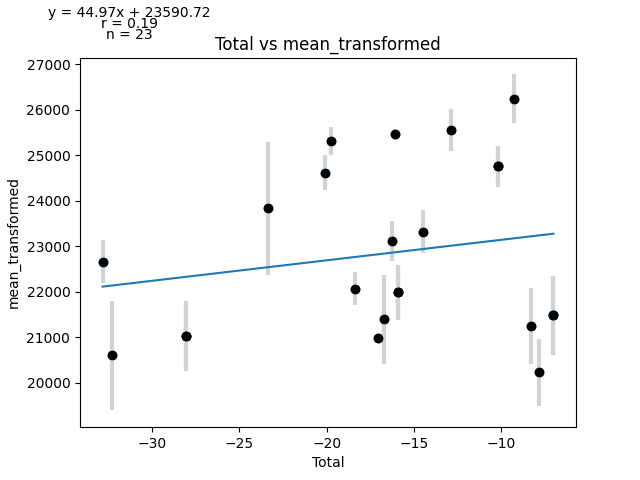 y = 44.97x + 23590.72
r = 0.19
n = 23
Total vs mean_transformed
27000
26000
25000
24000
23000
22000
21000
20000
mean_transformed
−30
−25
−20
−15
−10
Total